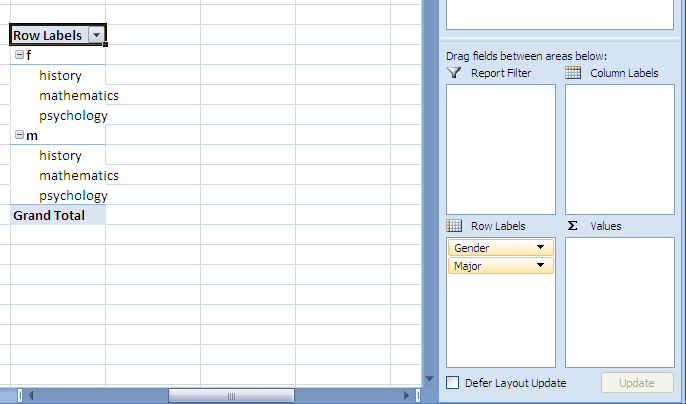 Row Labels
f
history
mathematics
psychology
m
history
mathematics
psychology
Grand Total
Drag fields between areas below:
Report Filter
Column Labels
Row Labels
Σ Values
Gender
Major
Defer Layout Update
Update